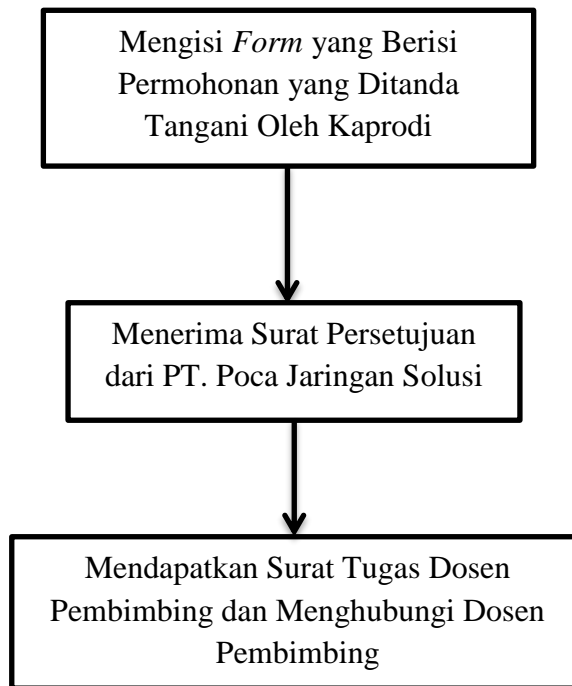 Mengisi Form yang Berisi
Permohonan yang Ditanda
Tangani Oleh Kaprodi
Menerima Surat Persetujuan
dari PT. Poca Jaringan Solusi
Mendapatkan Surat Tugas Dosen
Pembimbing dan Menghubungi Dosen
Pembimbing